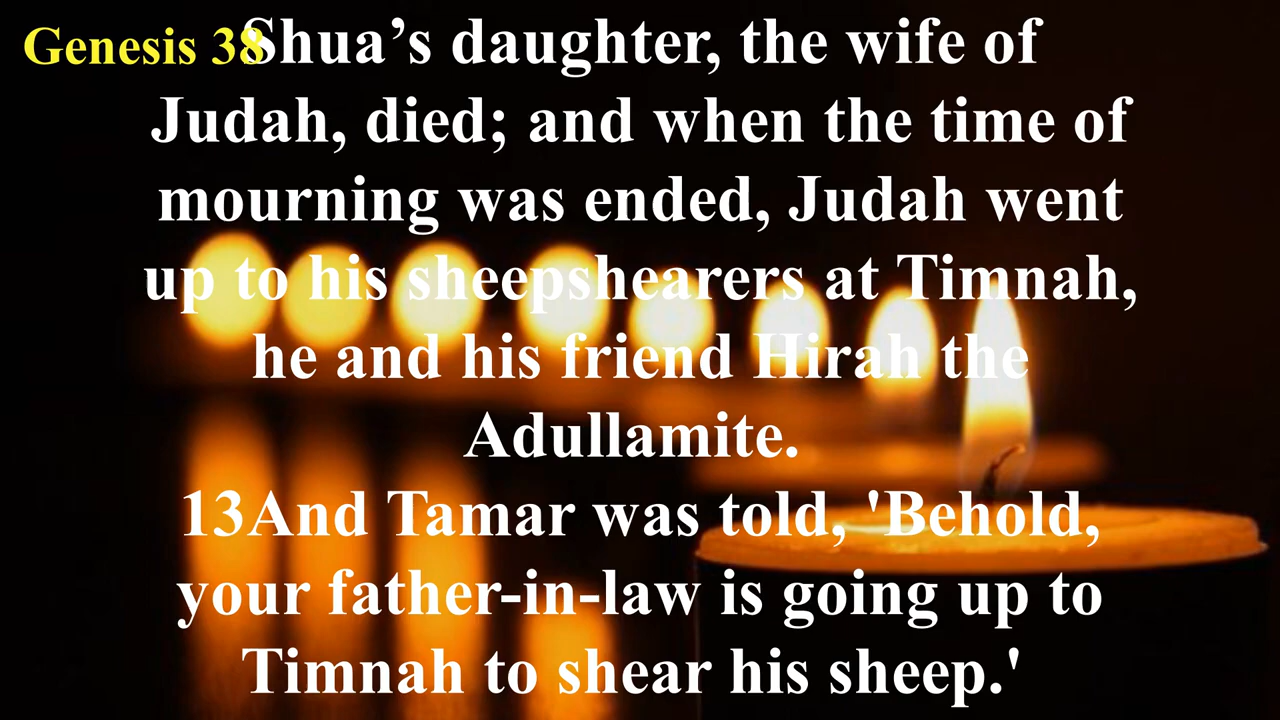 Genesis 38
Shua’s daughter, the wife of
Judah, died; and when the time of
mourning was ended, Judah went
up to his sheepshearers at Timnah,
he and his friend Hirah the
Adullamite.
13And Tamar was told, 'Behold,
your father-in-law is going up to
Timnah to shear his sheep.'